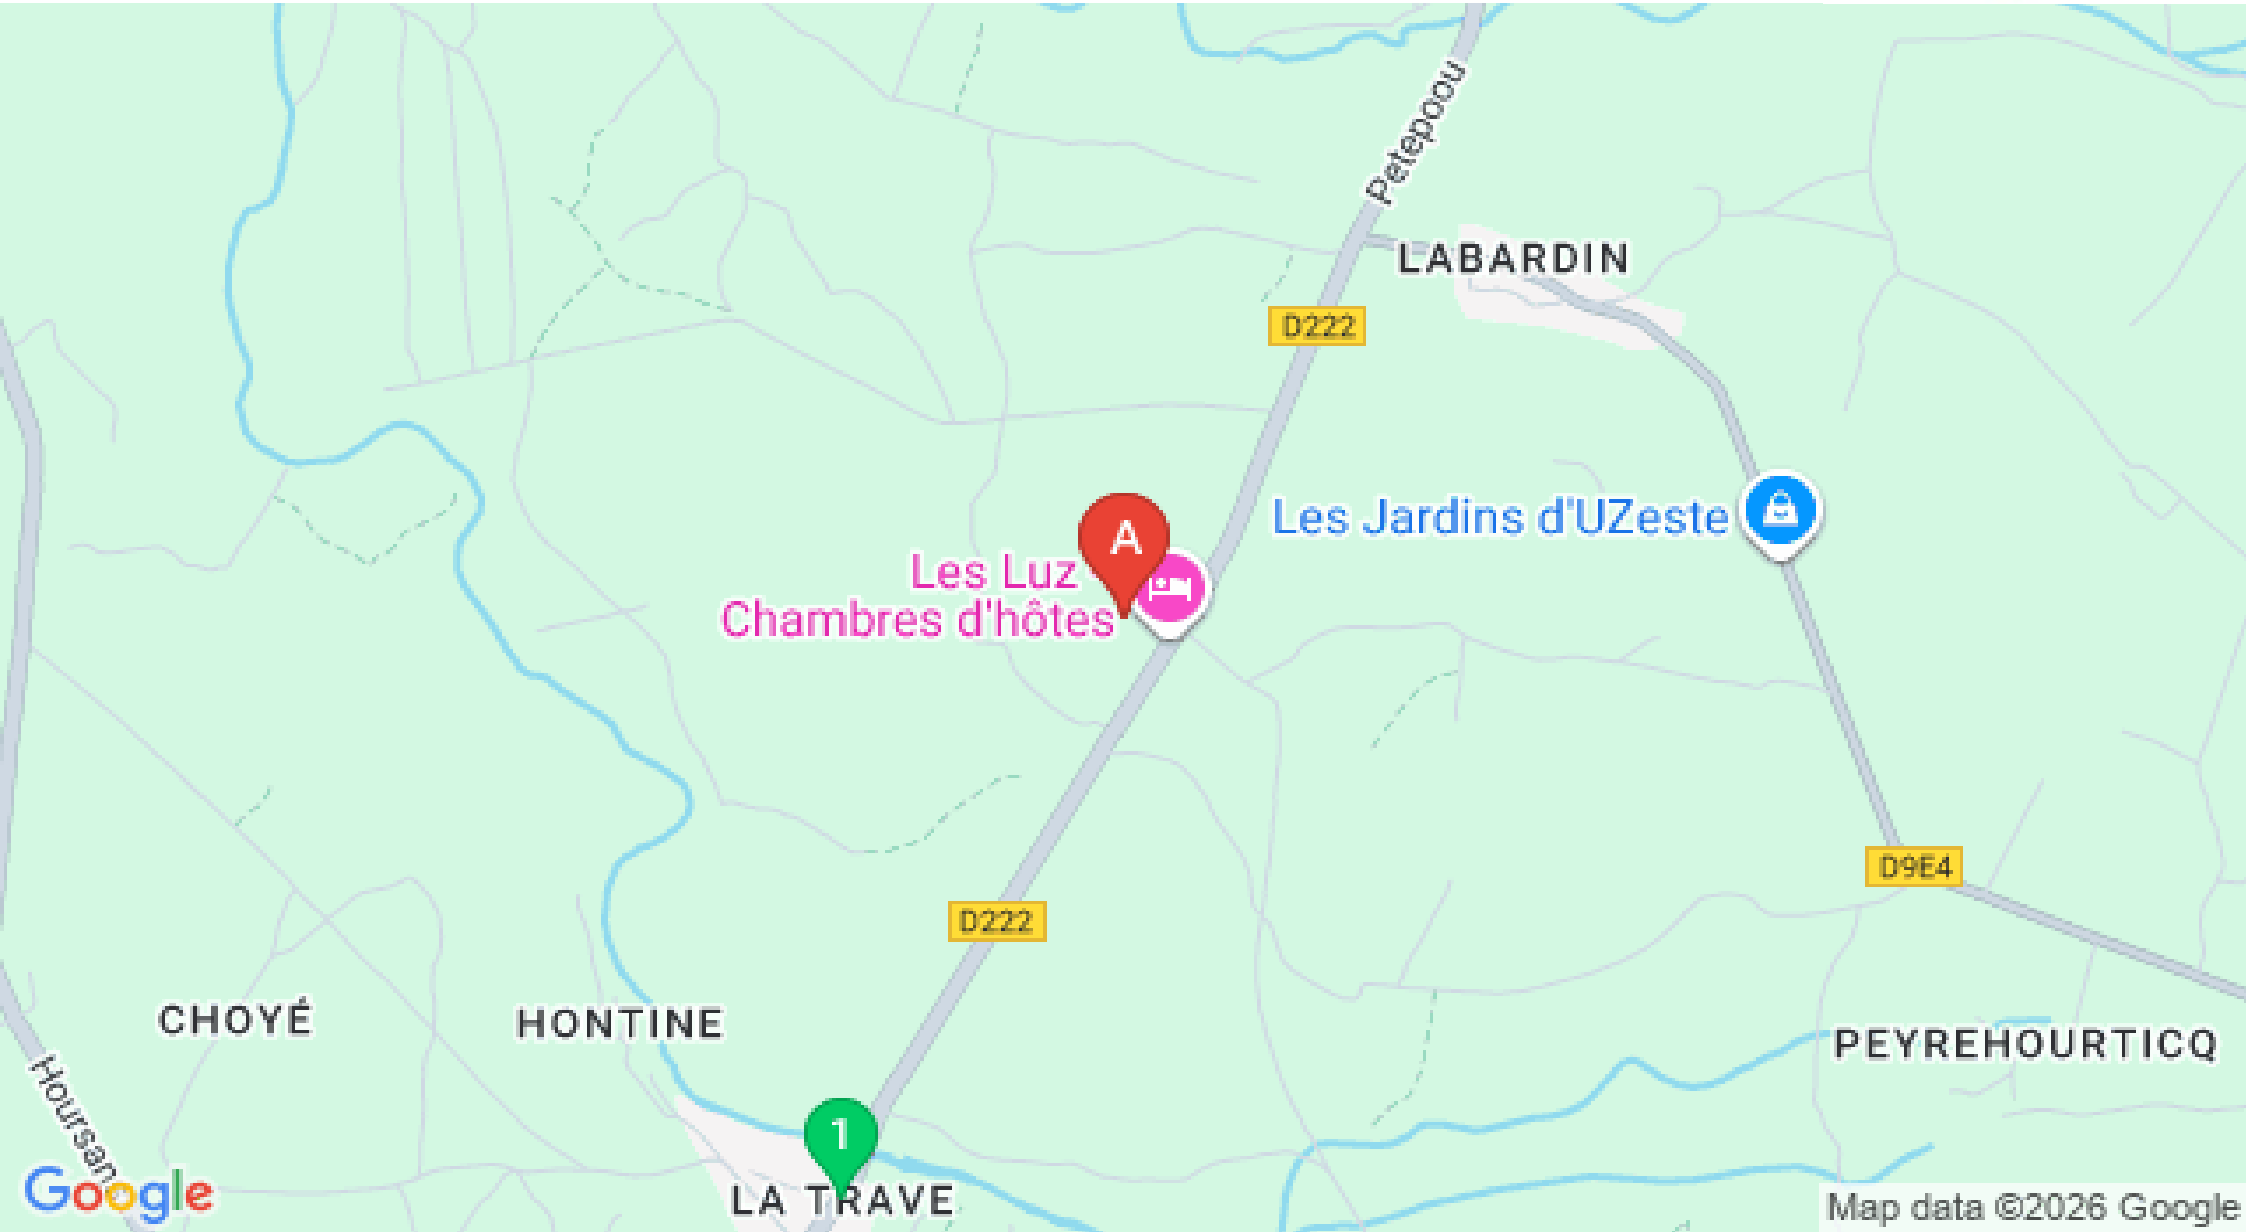 Petepoou
LABARDIN
D222
Les Jardins d'UZeste
A
Les Luz
Chambres d'hôtes
D9E4
D222
CHOYÉ
HONTINE
PEYREHOURTICQ
Hoursan
1
LA TRAVE
Google
Map data ©2026 Google